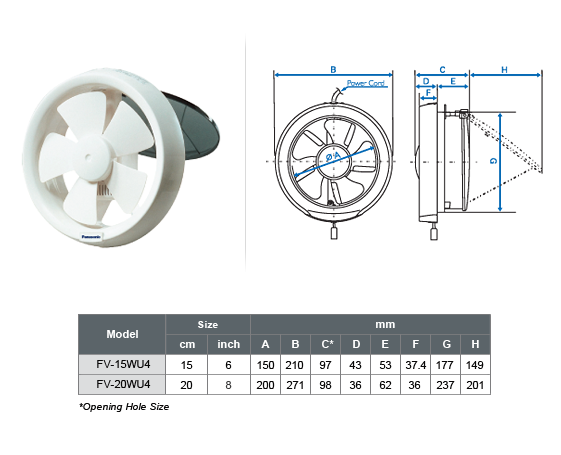 B
C
H
Power Cord
D
E
F
Ø A
G
Panasonic
Model
Size
mm
cm
inch
A
B
C*
D
E
F
G
H
FV-15WU4
15
6
150
210
97
43
53
37.4
177
149
FV-20WU4
20
8
200
271
98
36
62
36
237
201
*Opening Hole Size